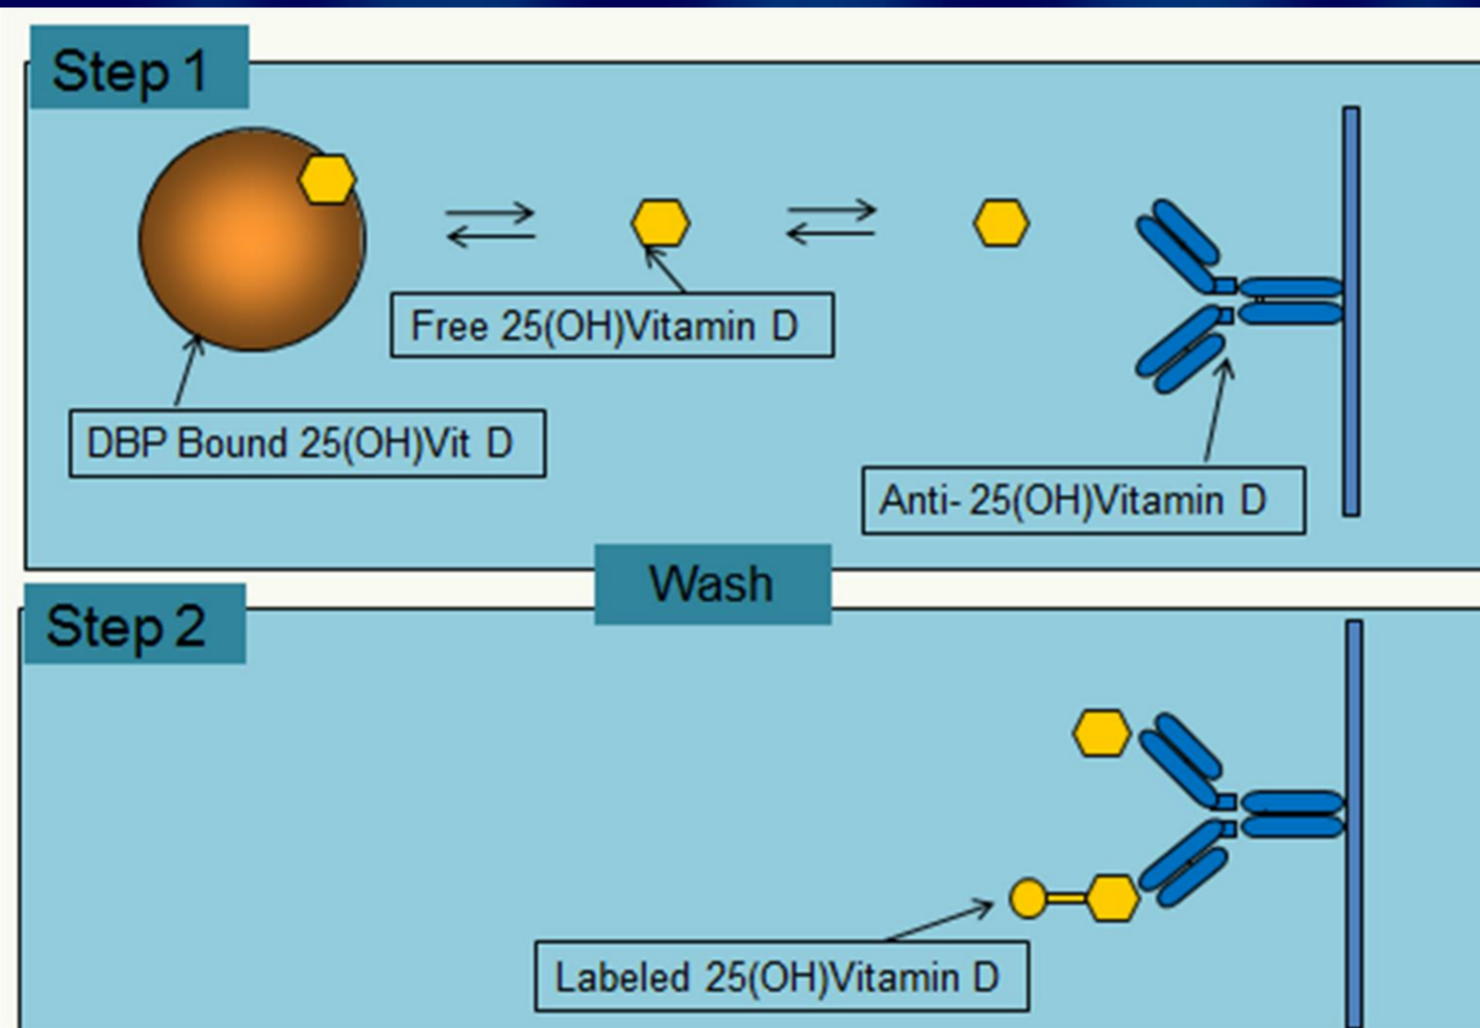 Step 1
Free 25(OH)Vitamin D
DBP Bound 25(OH)Vit D
Anti- 25(OH)Vitamin D
Wash
Step 2
Labeled 25(OH)Vitamin D